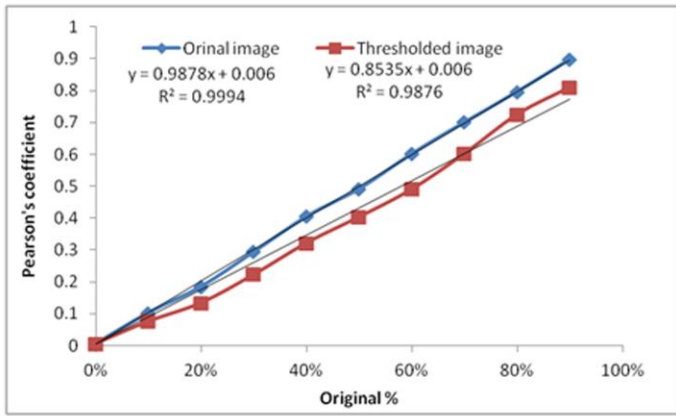 Orinal image
Thresholded image
y = 0.9878x + 0.006
R² = 0.9994
y = 0.8535x + 0.006
R² = 0.9876
Pearson's coefficient
1
0.9
0.8
0.7
0.6
0.5
0.4
0.3
0.2
0.1
0
0%
20%
40%
60%
80%
100%
Original %